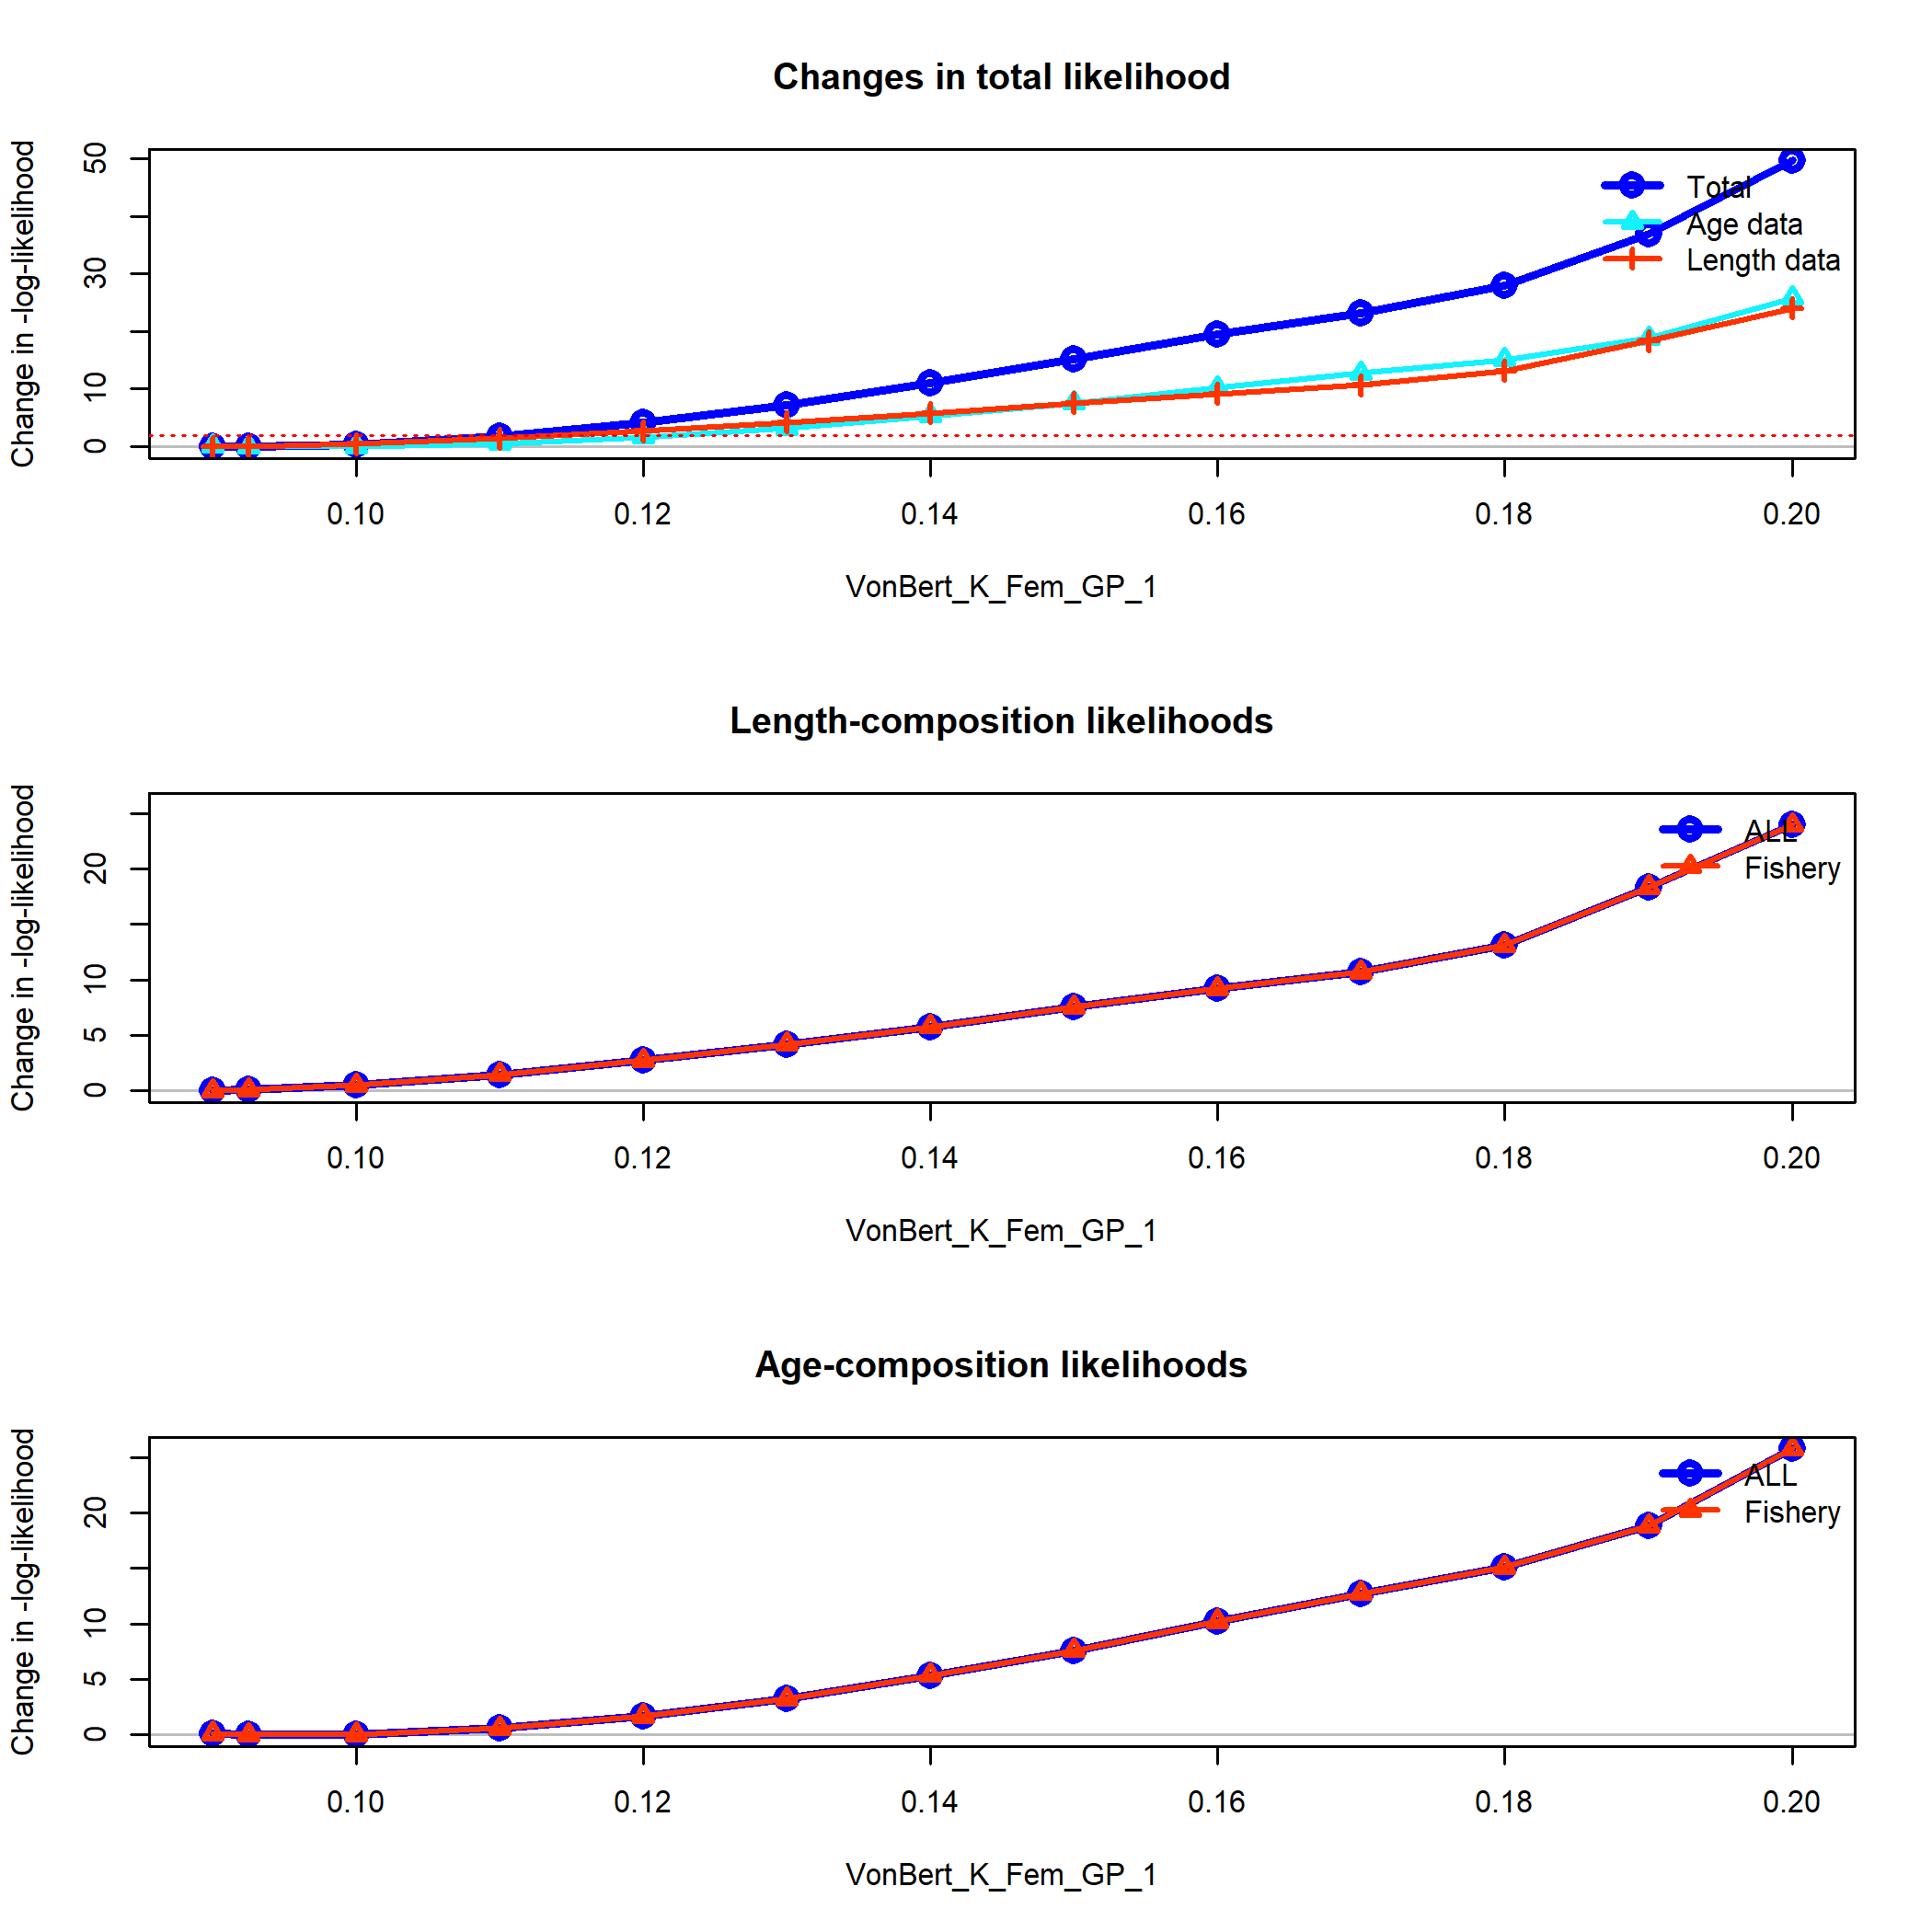 Changes in total likelihood
Change in -log-likelihood
50
30
10
0
Total
Age data
Length data
0.10 0.12 0.14 0.16 0.18 0.20
VonBert_K_Fem_GP_1
Length-composition likelihoods
Change in -log-likelihood
20
10
5
0
ALL
Fishery
0.10 0.12 0.14 0.16 0.18 0.20
VonBert_K_Fem_GP_1
Age-composition likelihoods
Change in -log-likelihood
20
10
5
0
ALL
Fishery
0.10 0.12 0.14 0.16 0.18 0.20
VonBert_K_Fem_GP_1